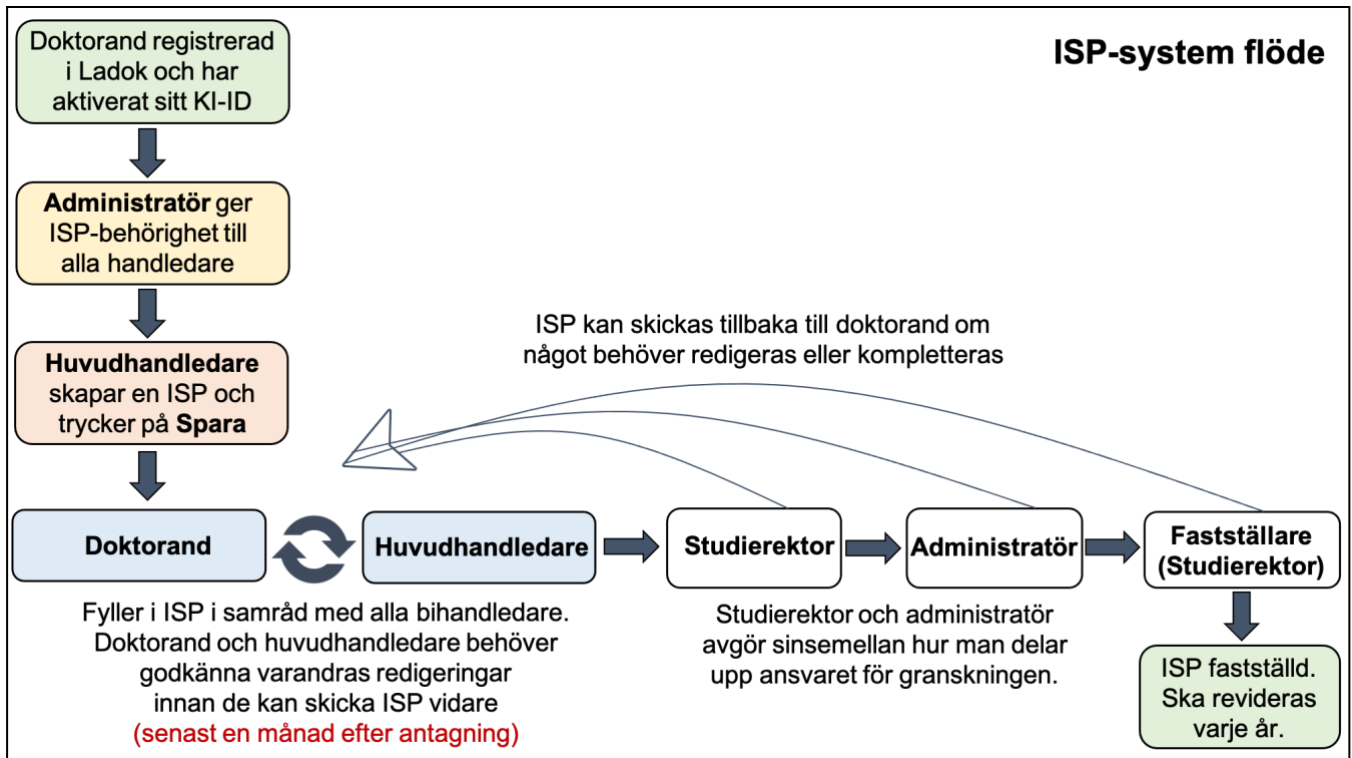 ISP-system flöde
Doktorand registrerad
i Ladok och har
aktiverat sitt KI-ID
Administratör ger
ISP-behörighet till
alla handledare
Huvudhandledare
skapar en ISP och
trycker på Spara
ISP kan skickas tillbaka till doktorand om
något behöver redigeras eller kompletteras
Doktorand
Huvudhandledare
Studierektor
Administratör
Fastställare
(Studierektor)
Fyller i ISP i samråd med alla bihandledare.
Doktorand och huvudhandledare behöver
godkänna varandras redigeringar
innan de kan skicka ISP vidare
(senast en månad efter antagning)
Studierektor och administratör
avgör sinsemellan hur man delar
upp ansvaret för granskningen.
ISP fastställd.
Ska revideras
varje år.